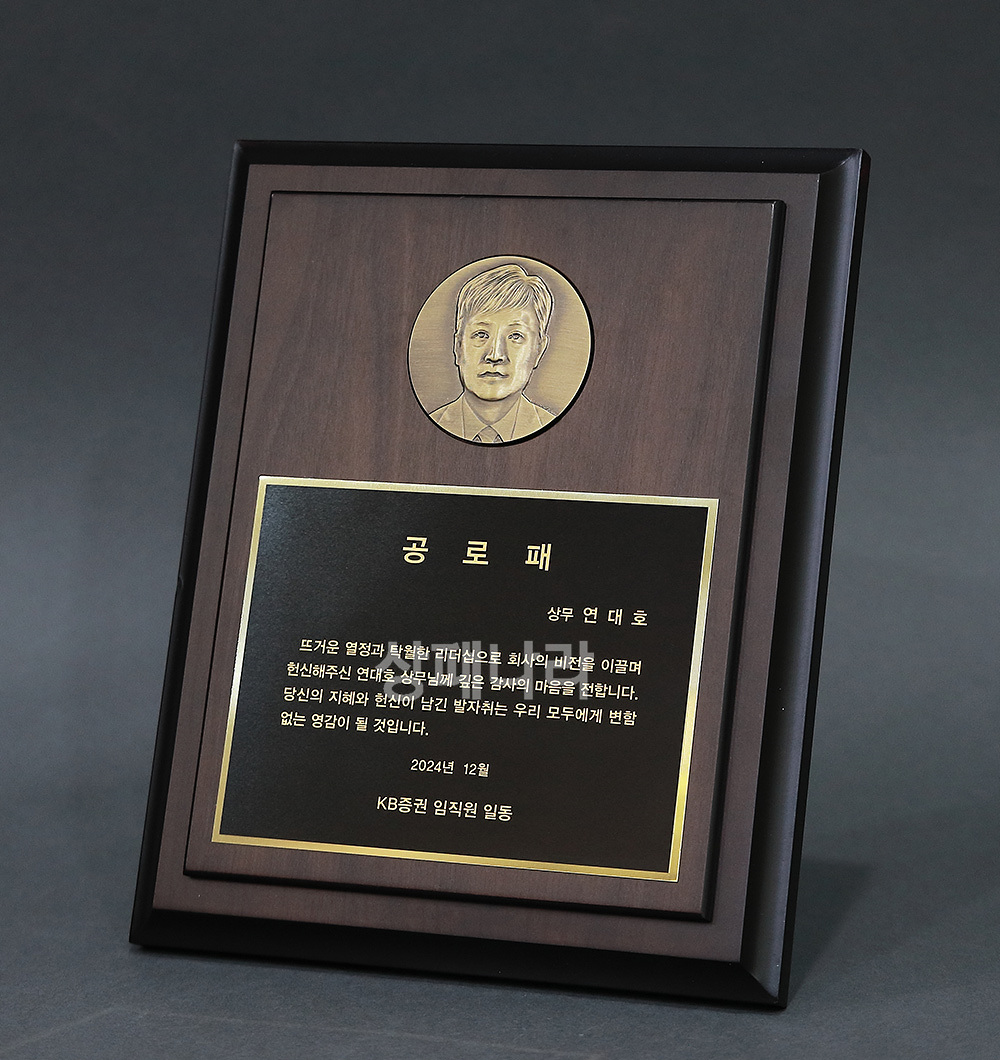 공 로 패
상무 연 대 호
뜨거운 열정과 탁월한 리더십으로 회사의 비전을 이끌며
헌신해주신 연대호 상무님께 깊은 감사의 마음을 전합니다.
당신의 지혜와 헌신이 남긴 발자취는 우리 모두에게 변함
없는 영감이 될 것입니다.
상패나라
2024년 12월
KB증권 임직원 일동